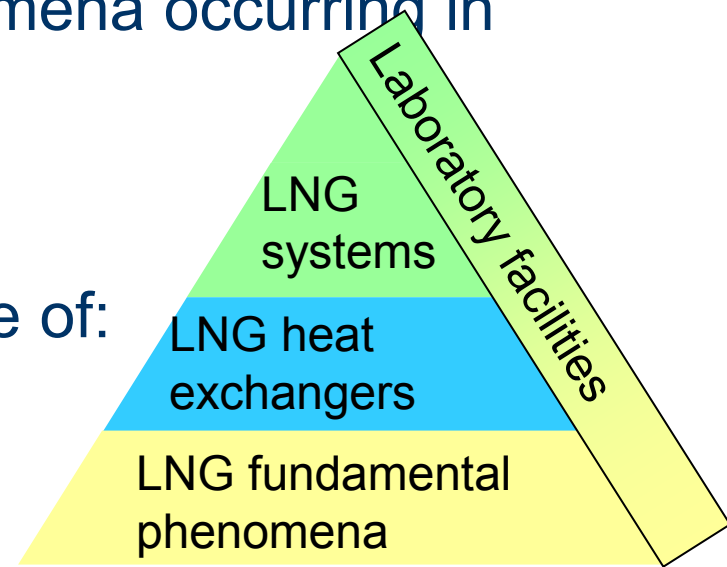 mena occurring in
Laboratory facilities
LNG
systems
e of:
LNG heat
exchangers
LNG fundamental
phenomena